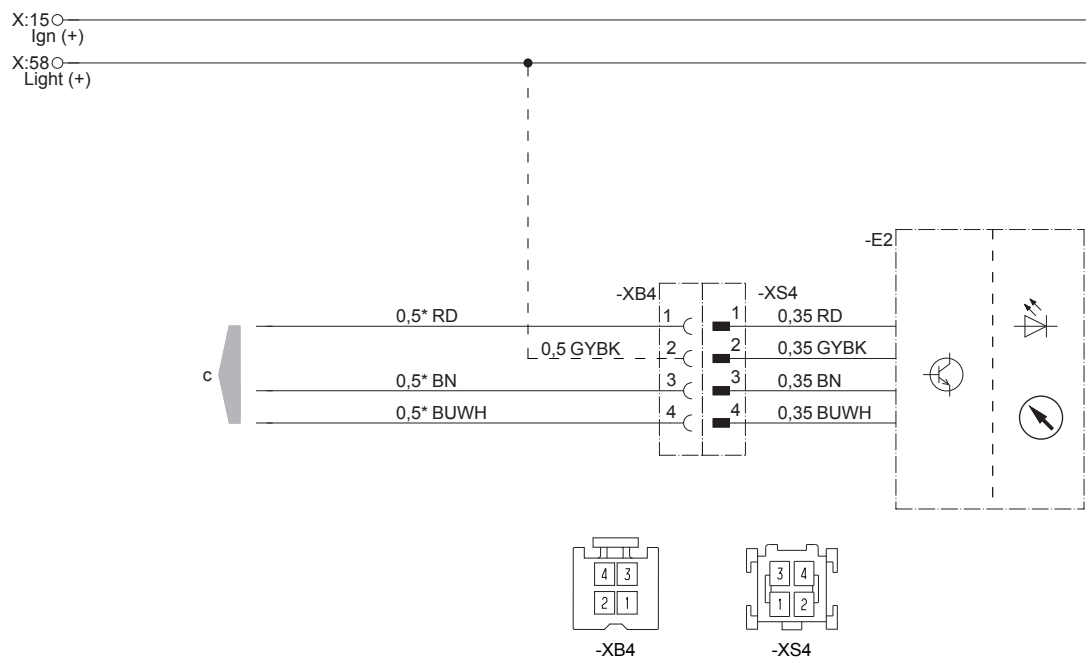 X:15
Ign (+)
X:58
Light (+)
-E2
-XB4 -XS4
0,5* RD 1 1 0,35 RD
0,5 GYBK 2 2 0,35 GYBK
c
0,5* BN 3 3 0,35 BN
0,5* BUWH 4 4 0,35 BUWH
4 3 3 4
2 1 1 2
-XB4 -XS4